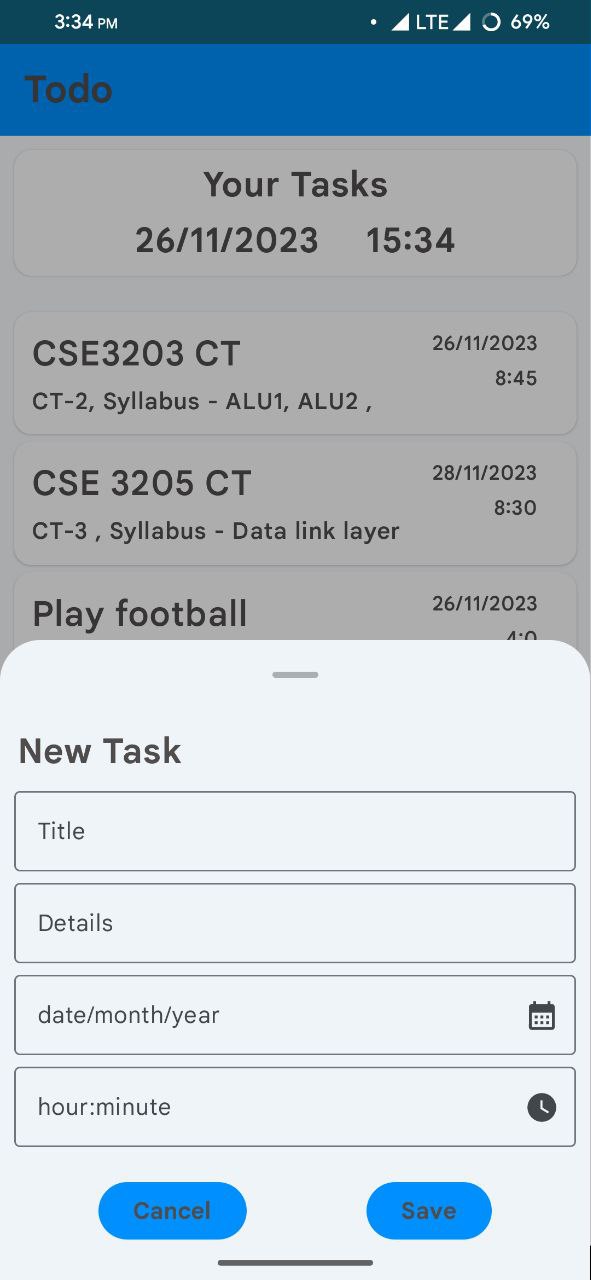 3:34 PM LTE 69%
Todo
Your Tasks
26/11/2023 15:34
CSE3203 CT 26/11/2023
8:45
CT-2, Syllabus - ALU1, ALU2 ,
CSE 3205 CT 28/11/2023
8:30
CT-3 , Syllabus - Data link layer
Play football 26/11/2023
4:0
New Task
Title
Details
date/month/year
hour:minute
Cancel Save